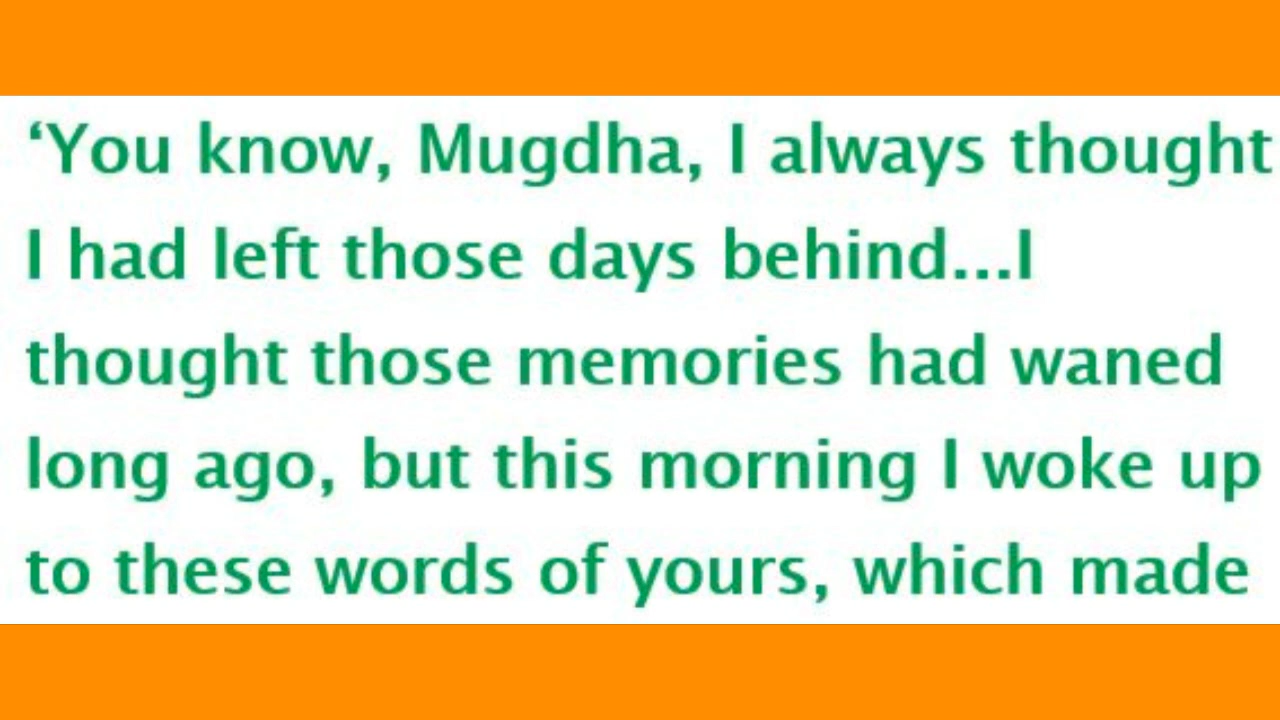 ‘You know, Mugdha, I always thought
I had left those days behind...I
thought those memories had waned
long ago, but this morning I woke up
to these words of yours, which made